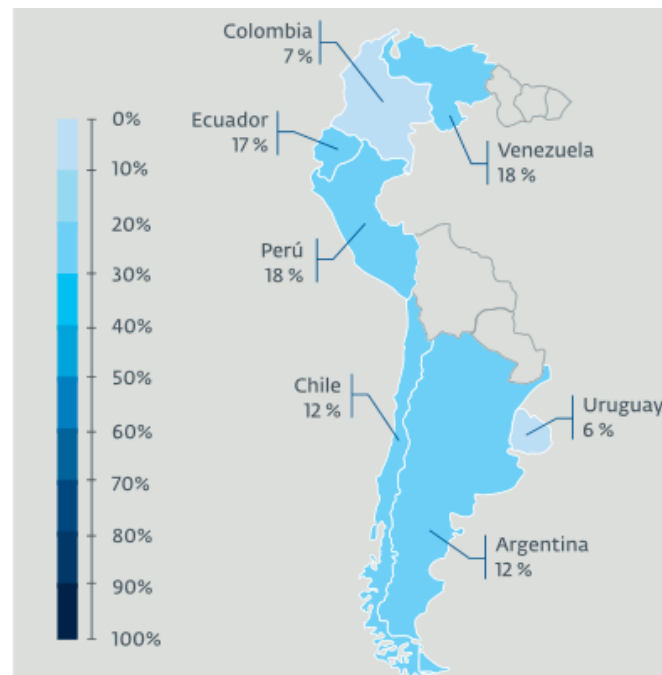 Colombia
7 %
Ecuador
17 %
Venezuela
18 %
Perú
18 %
Chile
12 %
Uruguay
6 %
Argentina
12 %
0%
10%
20%
30%
40%
50%
60%
70%
80%
90%
100%